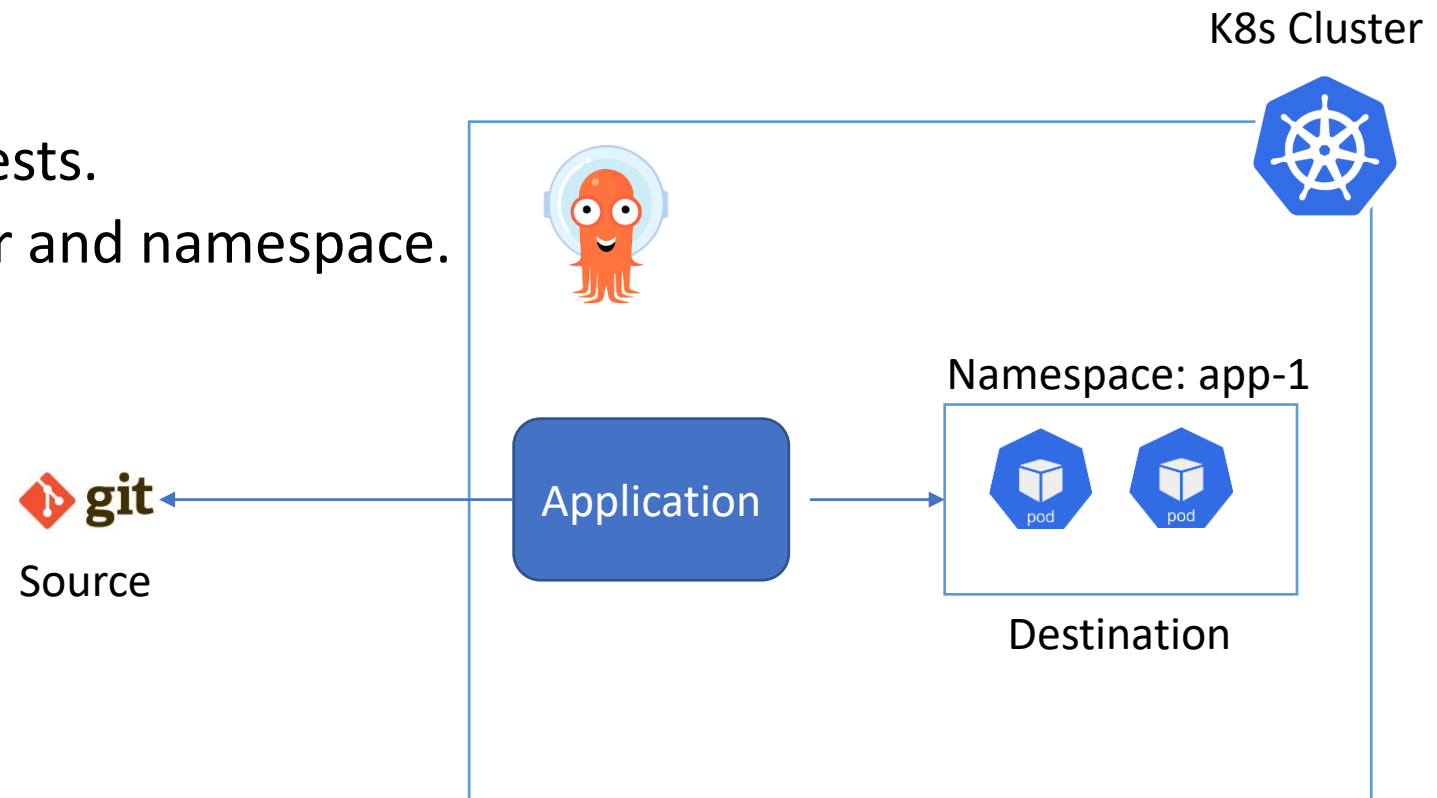 K8s Cluster
ests.
r and namespace.
Namespace: app-1
git
Application
pod
pod
Source
Destination